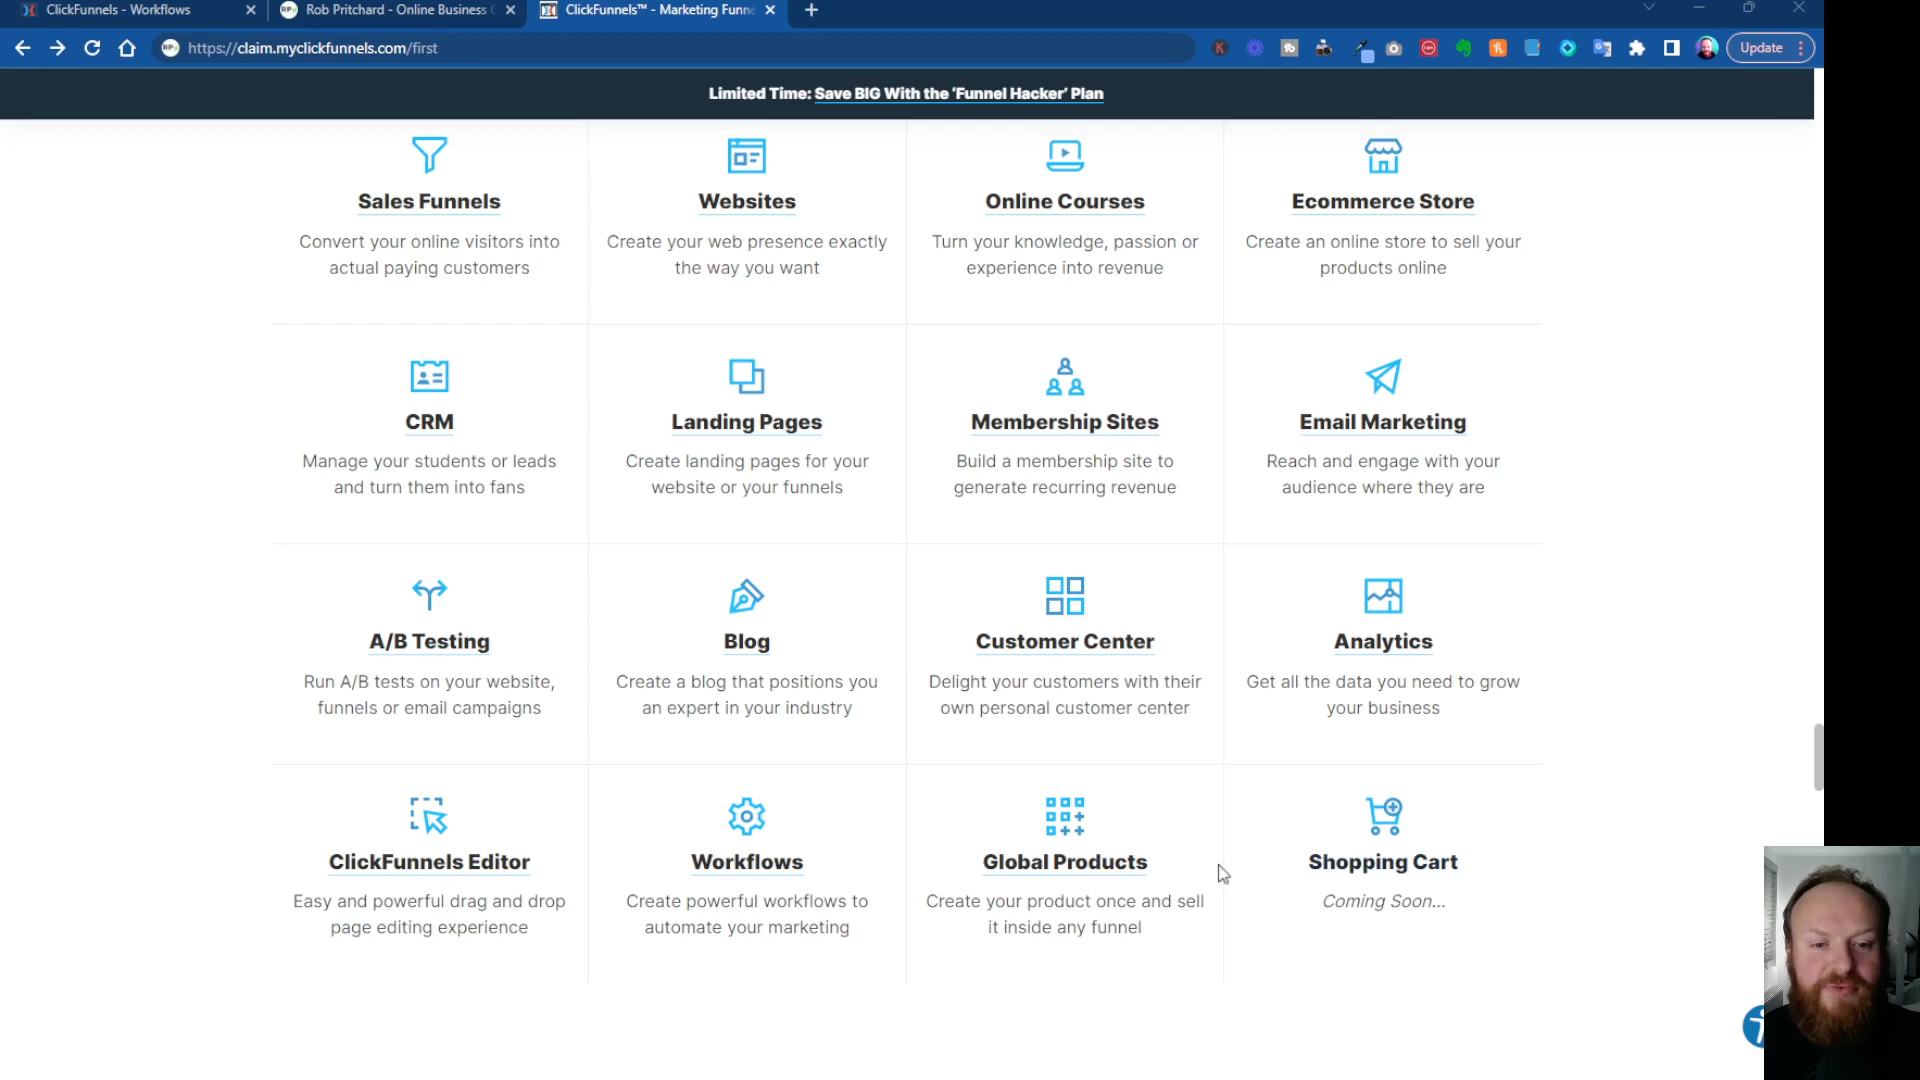 ClickFunnels - Workflows
Rob Pritchard - Online Business
ClickFunnels™ - Marketing Funn
https://claim.myclickfunnels.com/first
Update
Limited Time: Save BIG With the 'Funnel Hacker' Plan
Sales Funnels
Convert your online visitors into
actual paying customers
Websites
Create your web presence exactly
the way you want
Online Courses
Turn your knowledge, passion or
experience into revenue
Ecommerce Store
Create an online store to sell your
products online
CRM
Manage your students or leads
and turn them into fans
Landing Pages
Create landing pages for your
website or your funnels
Membership Sites
Build a membership site to
generate recurring revenue
Email Marketing
Reach and engage with your
audience where they are
A/B Testing
Run A/B tests on your website,
funnels or email campaigns
Blog
Create a blog that positions you
an expert in your industry
Customer Center
Delight your customers with their
own personal customer center
Analytics
Get all the data you need to grow
your business
ClickFunnels Editor
Easy and powerful drag and drop
page editing experience
Workflows
Create powerful workflows to
automate your marketing
Global Products
Create your product once and sell
it inside any funnel
Shopping Cart
Coming Soon...